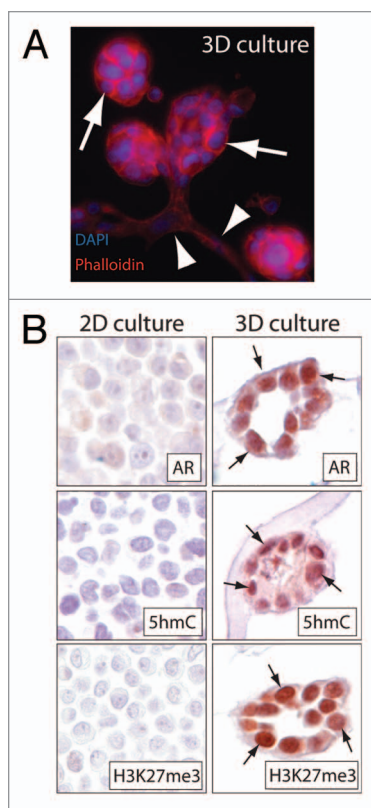 A
3D culture
DAPI
Phalloidin
B
2D culture 3D culture
AR AR
5hmC 5hmC
H3K27me3 H3K27me3